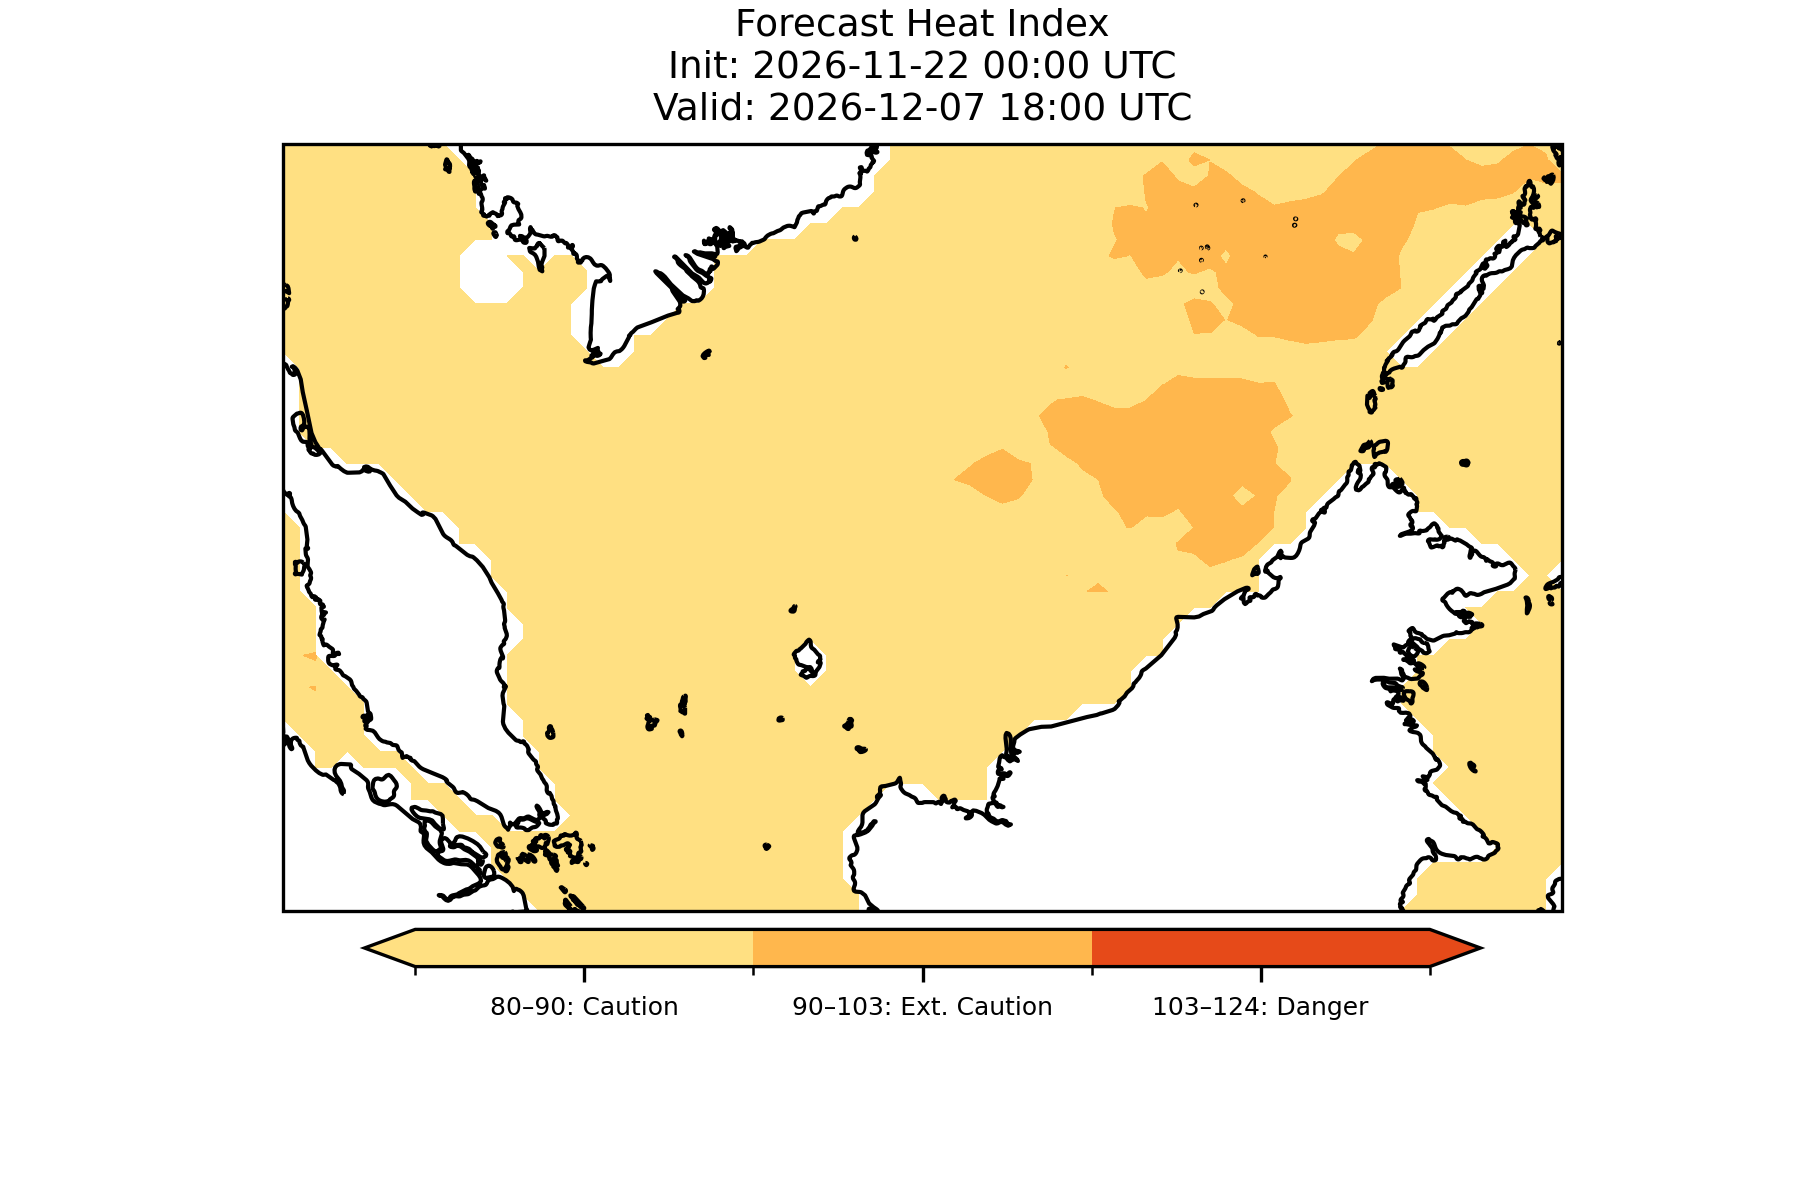 Forecast Heat Index
Init: 2026-11-22 00:00 UTC
Valid: 2026-12-07 18:00 UTC
80–90: Caution
90–103: Ext. Caution
103–124: Danger